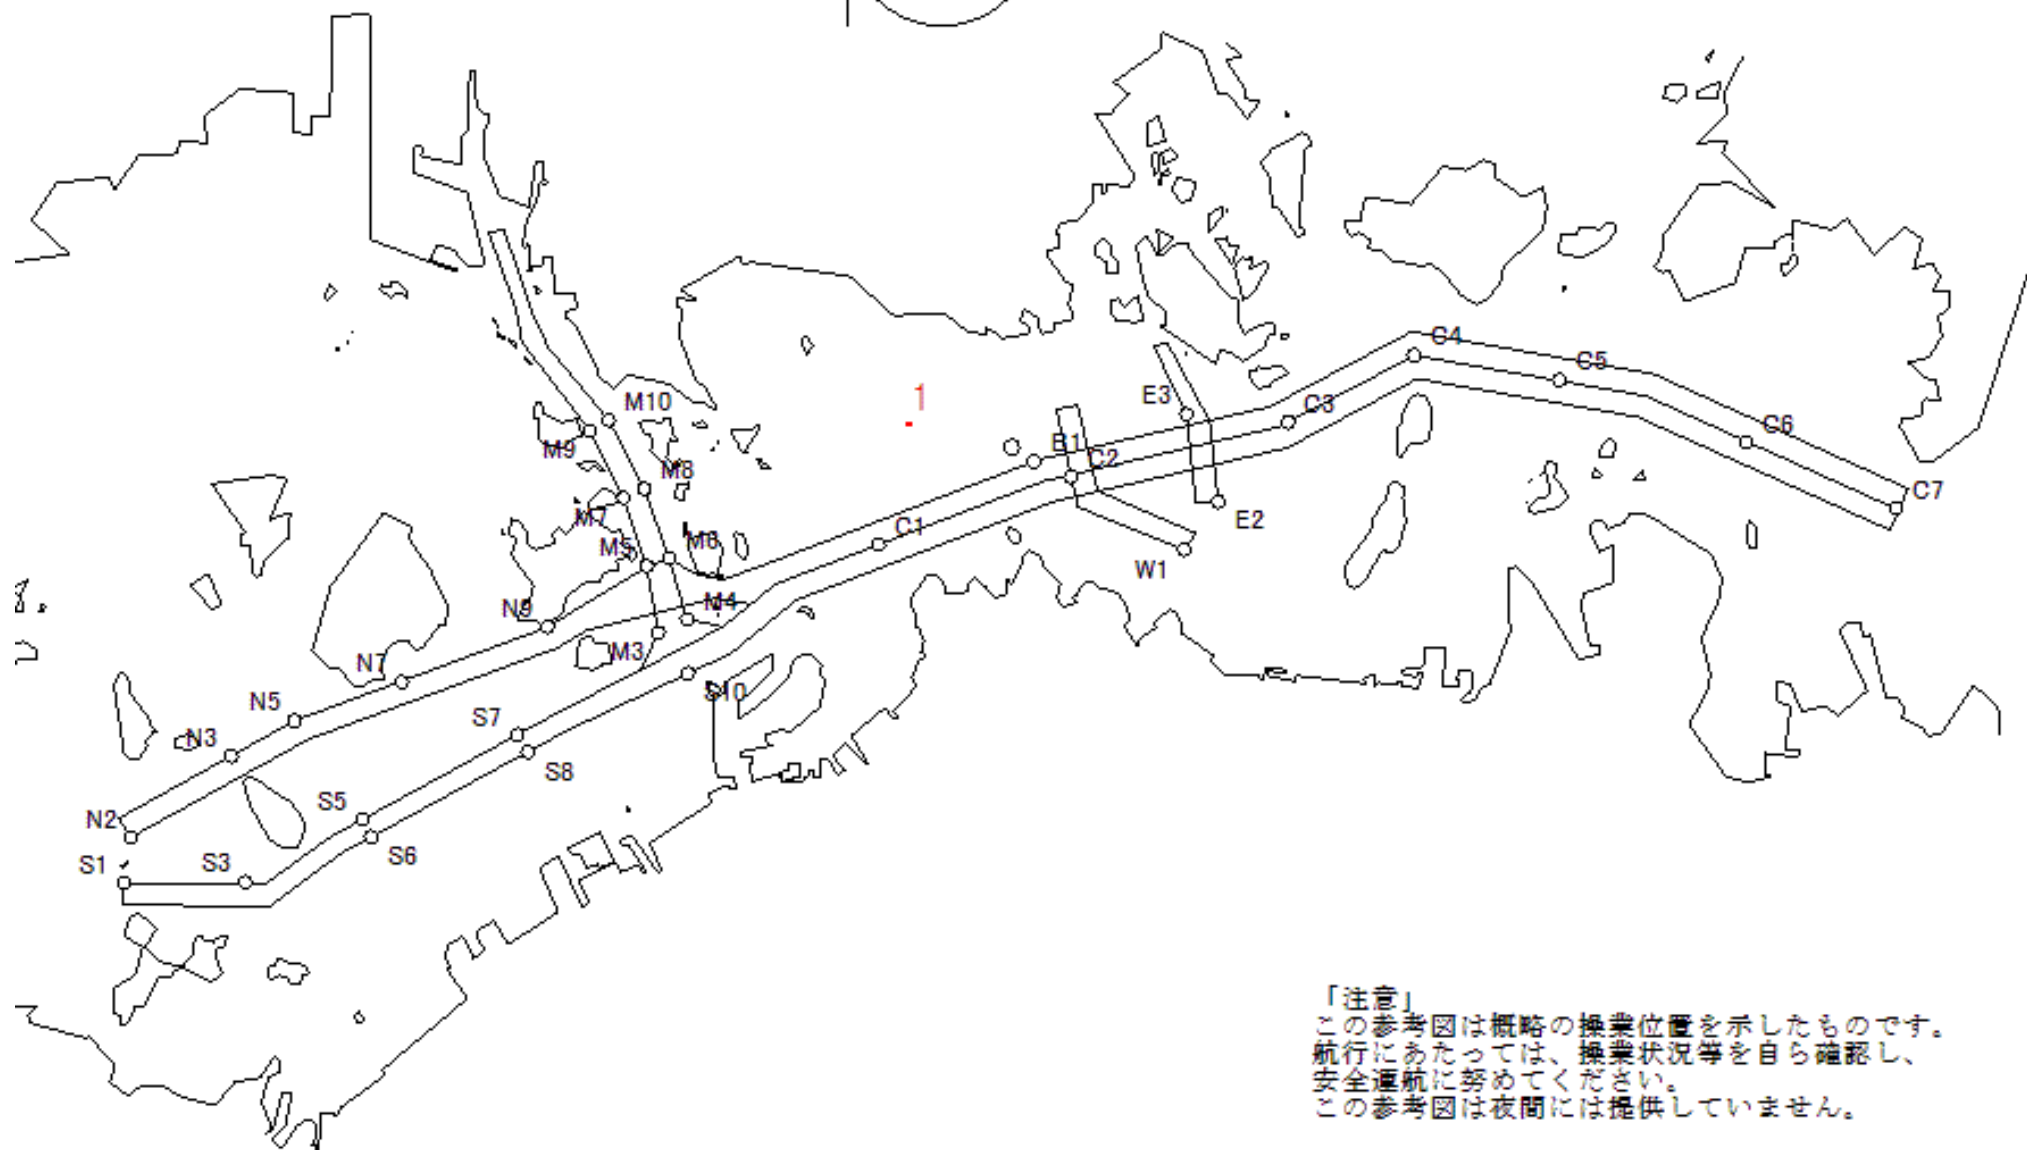 1
C4
C5
C6
C7
C3
E3
E2
B1
C2
W1
C1
M10
M9
M8
M7
M6
M5
M4
M3
N9
N7
N5
N3
N2
S1
S3
S5
S6
S7
S8
S10
「注意」
この参考図は概略の操業位置を示したものです。
航行にあたっては、操業状況等を自ら確認し、
安全運航に努めてください。
この参考図は夜間には提供していません。